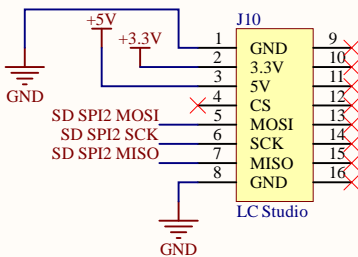 J10
+5V
+3.3V
1 GND 9
2 3.3V 10
3 5V 11
4 CS 12
SD SPI2 MOSI 5 MOSI 13
SD SPI2 SCK 6 SCK 14
SD SPI2 MISO 7 MISO 15
8 GND 16
GND
LC Studio
GND